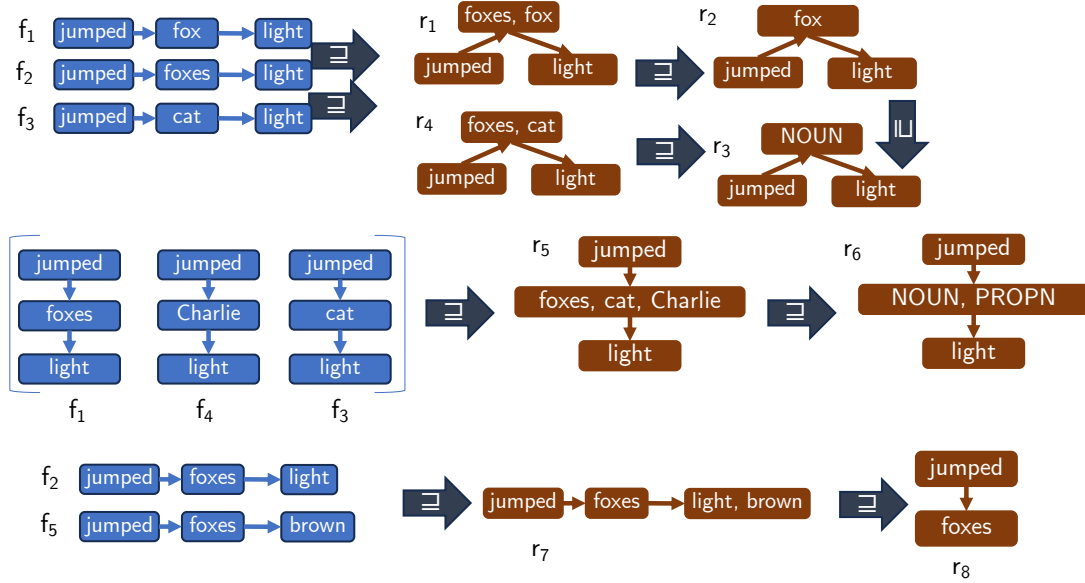 f1 jumped fox light
⊒
f2 jumped foxes light
⊒
f3 jumped cat light
r1 foxes, fox
jumped light
⊒
r2 fox
jumped light
⊒
r4 foxes, cat
jumped light
⊒
r3 NOUN
jumped light
jumped jumped jumped
foxes Charlie cat
light light light
f1 f4 f3
⊒
r5 jumped
foxes, cat, Charlie
light
⊒
r6 jumped
NOUN, PROPN
light
f2 jumped foxes light
f5 jumped foxes brown
⊒
jumped foxes light, brown
r7
⊒
jumped
foxes
r8